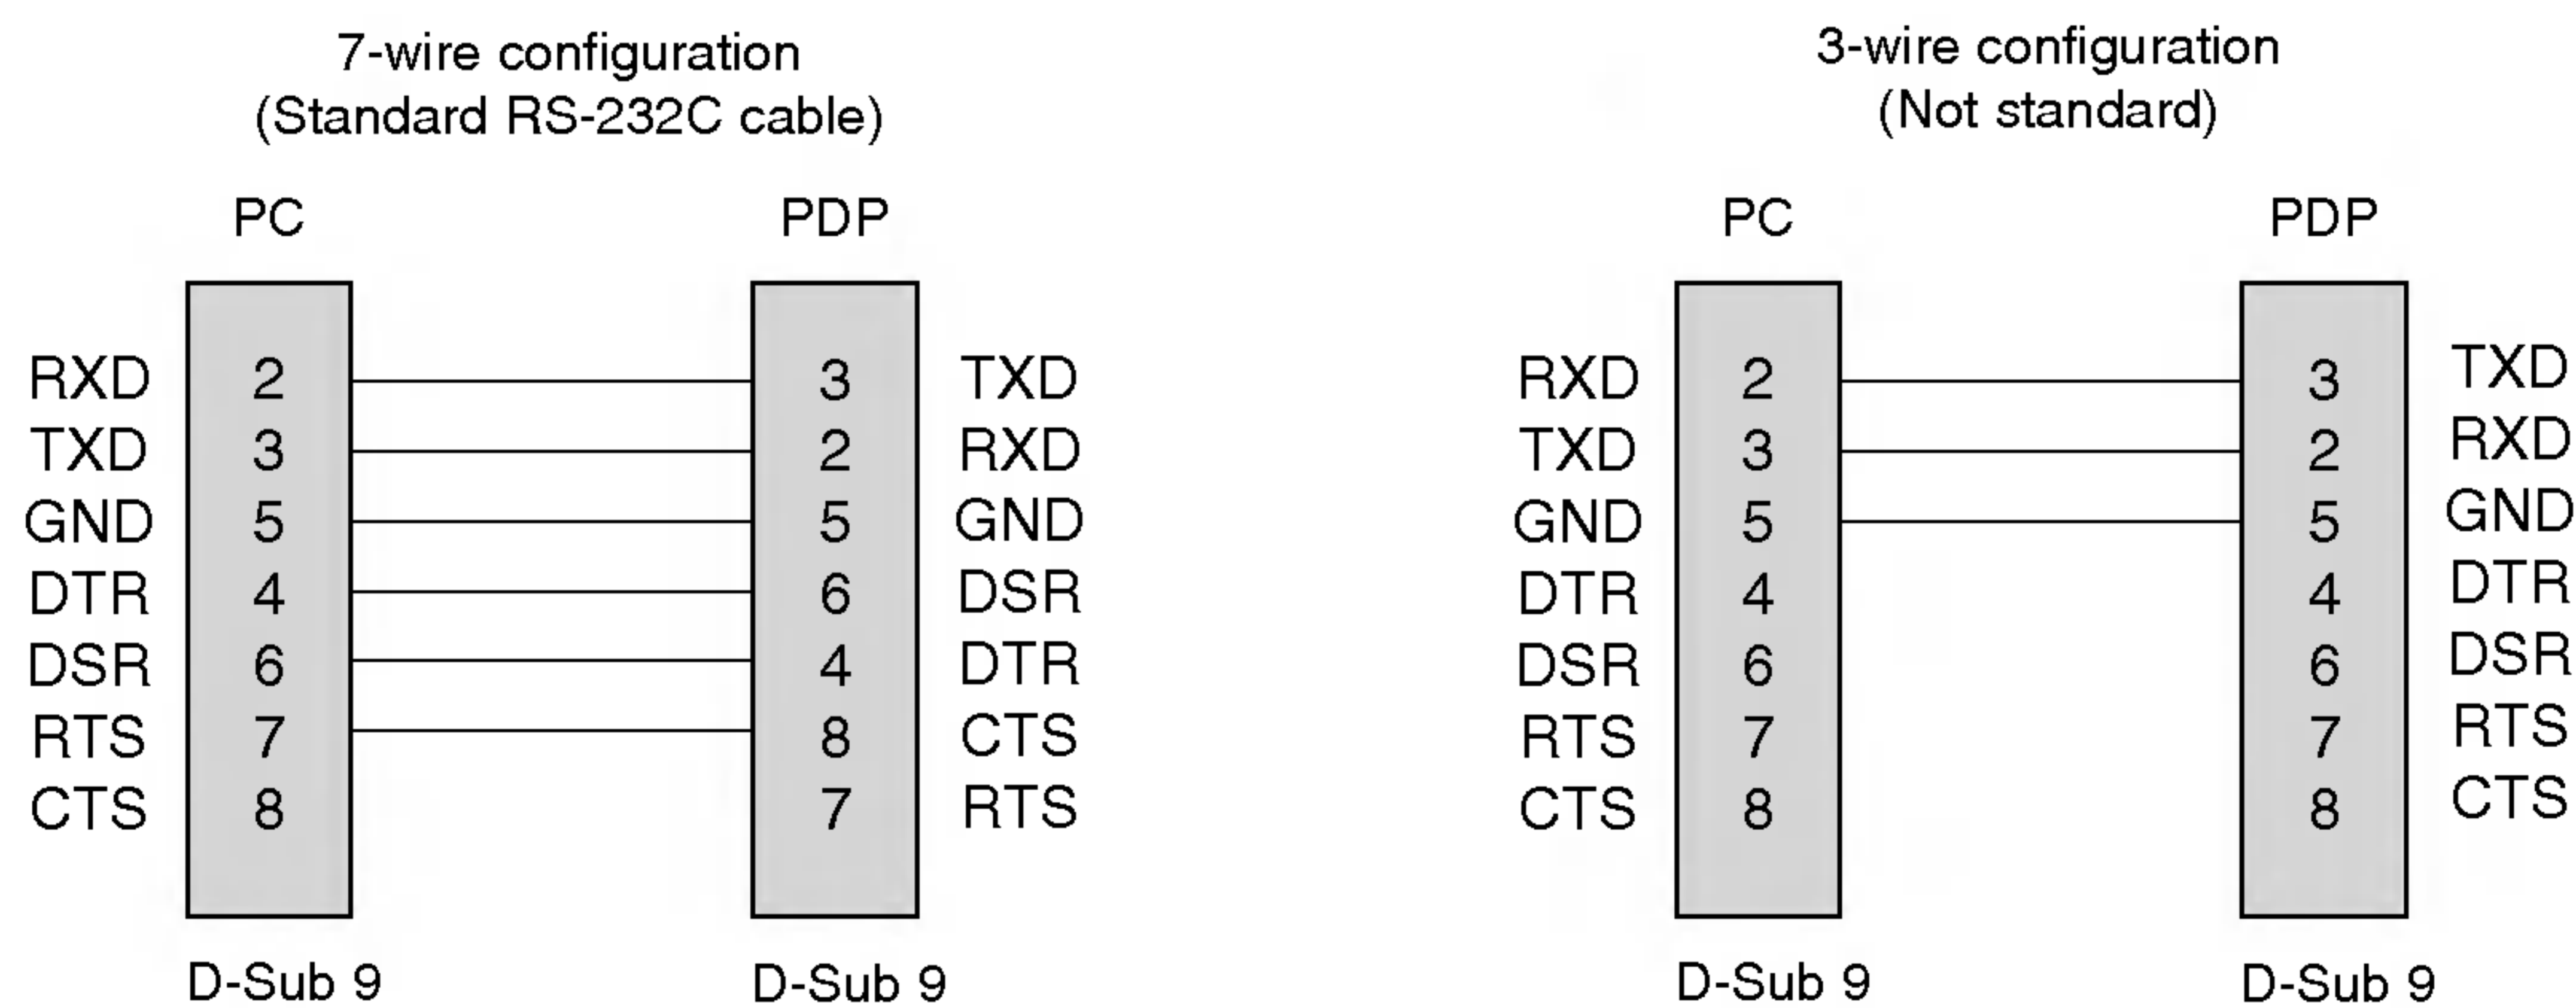 7-wire configuration
(Standard RS-232C cable)
PC PDP
RXD 2 3 TXD
TXD 3 2 RXD
GND 5 5 GND
DTR 4 6 DSR
DSR 6 4 DTR
RTS 7 8 CTS
CTS 8 7 RTS
D-Sub 9 D-Sub 9
3-wire configuration
(Not standard)
PC PDP
RXD 2 3 TXD
TXD 3 2 RXD
GND 5 5 GND
DTR 4 4 DTR
DSR 6 6 DSR
RTS 7 7 RTS
CTS 8 8 CTS
D-Sub 9 D-Sub 9